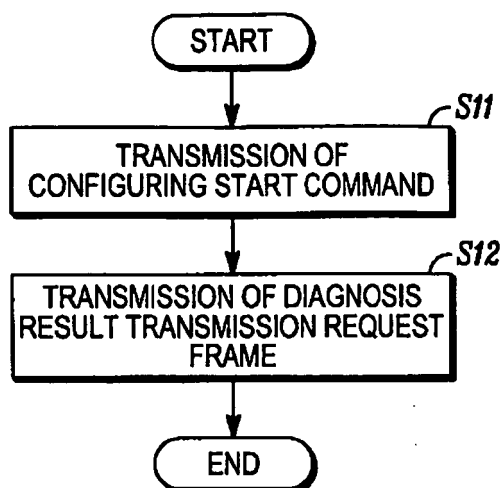 START
S11
TRANSMISSION OF
CONFIGURING START COMMAND
S12
TRANSMISSION OF DIAGNOSIS
RESULT TRANSMISSION REQUEST
FRAME
END